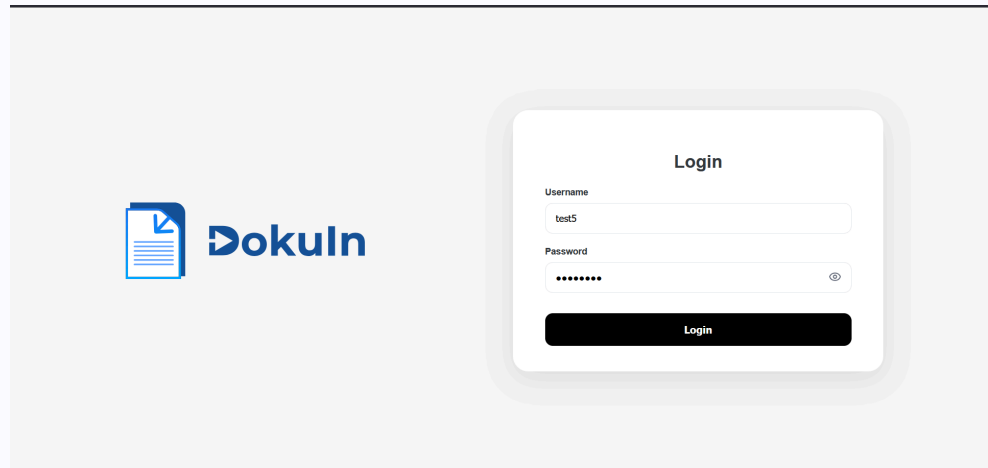 DokuIn
Login
Username
test5
Password
••••••••
Login